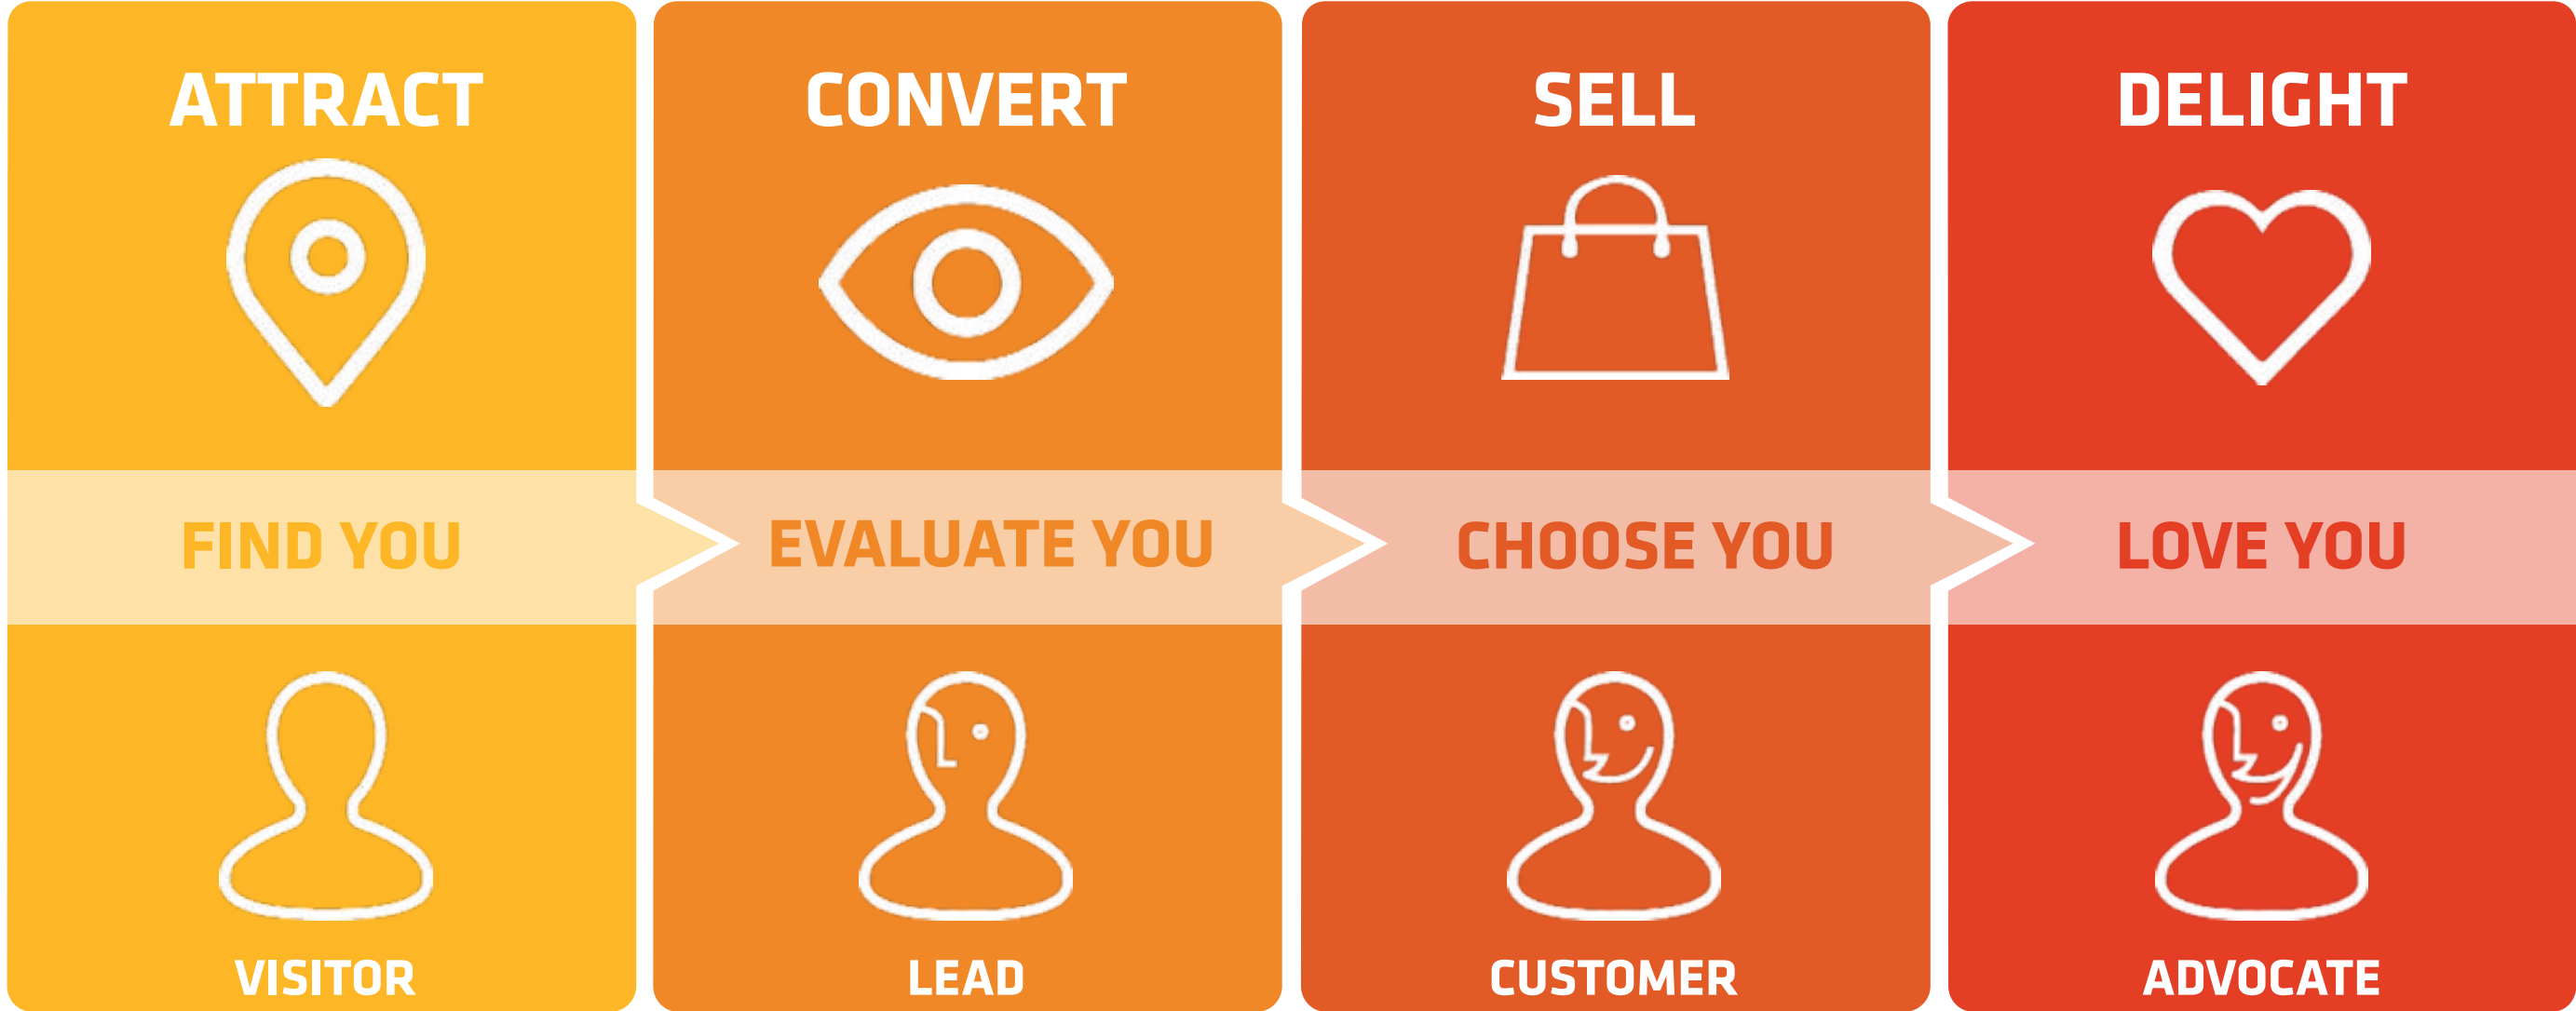 ATTRACT
CONVERT
SELL
DELIGHT
FIND YOU
EVALUATE YOU
CHOOSE YOU
LOVE YOU
VISITOR
LEAD
CUSTOMER
ADVOCATE